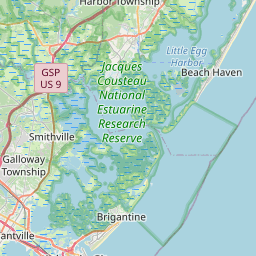 Harbor Township
Little Egg
Harbor
Beach Haven
GSP
US 9
Jacques
Cousteau
National
Estuarine
Research
Reserve
Smithville
Galloway
Township
Brigantine
antville